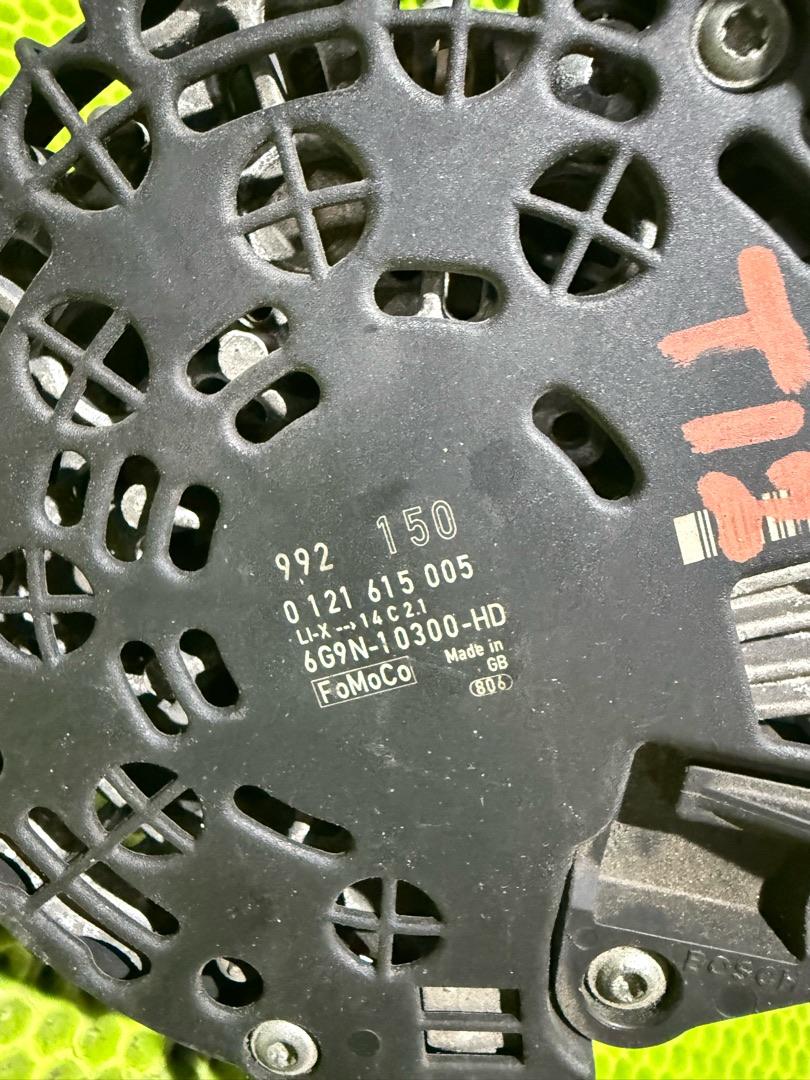 992 150
0 121 615 005
LI-X --› 14 C 2.1
6G9N-10300-HD
FoMoCo
Made in
GB
806
BOSCH